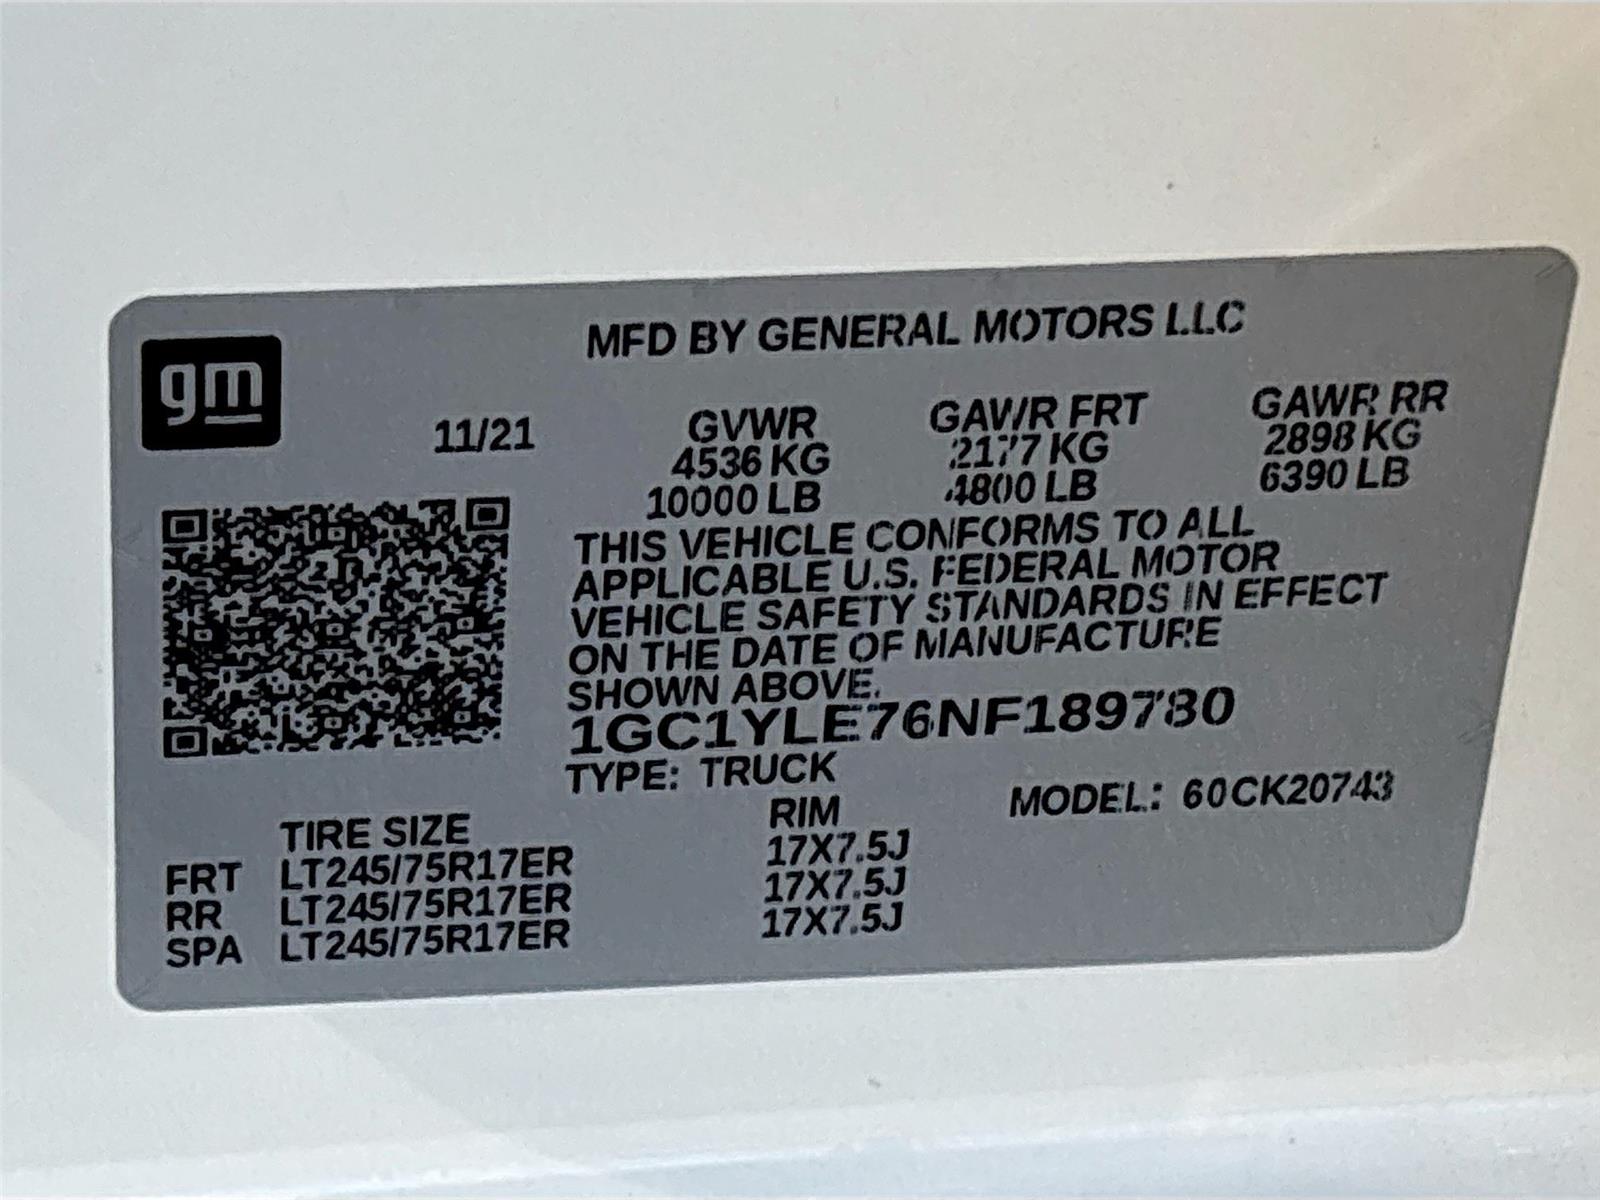 gm
MFD BY GENERAL MOTORS LLC
11/21 GVWR GAWR FRT GAWR RR
4536 KG 2177 KG 2898 KG
10000 LB 4800 LB 6390 LB
THIS VEHICLE CONFORMS TO ALL
APPLICABLE U.S. FEDERAL MOTOR
VEHICLE SAFETY STANDARDS IN EFFECT
ON THE DATE OF MANUFACTURE
SHOWN ABOVE.
1GC1YLE76NF189780
TYPE: TRUCK MODEL: 60CK20743
TIRE SIZE RIM
FRT LT245/75R17ER 17X7.5J
RR LT245/75R17ER 17X7.5J
SPA LT245/75R17ER 17X7.5J